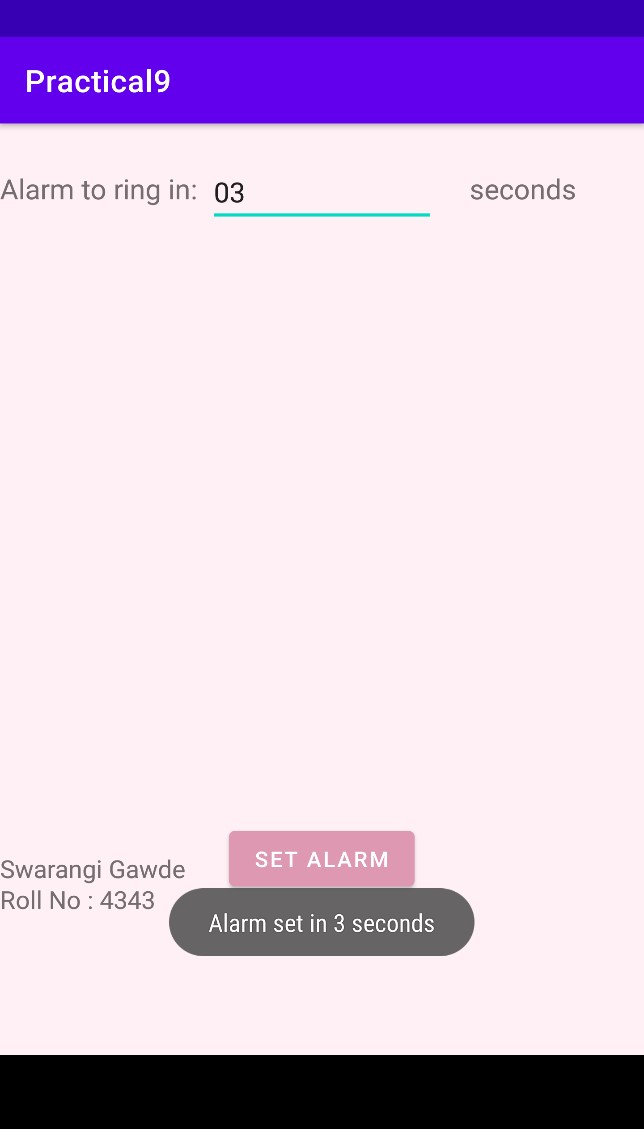 Practical9
Alarm to ring in: 03 seconds
SET ALARM
Swarangi Gawde
Roll No : 4343
Alarm set in 3 seconds